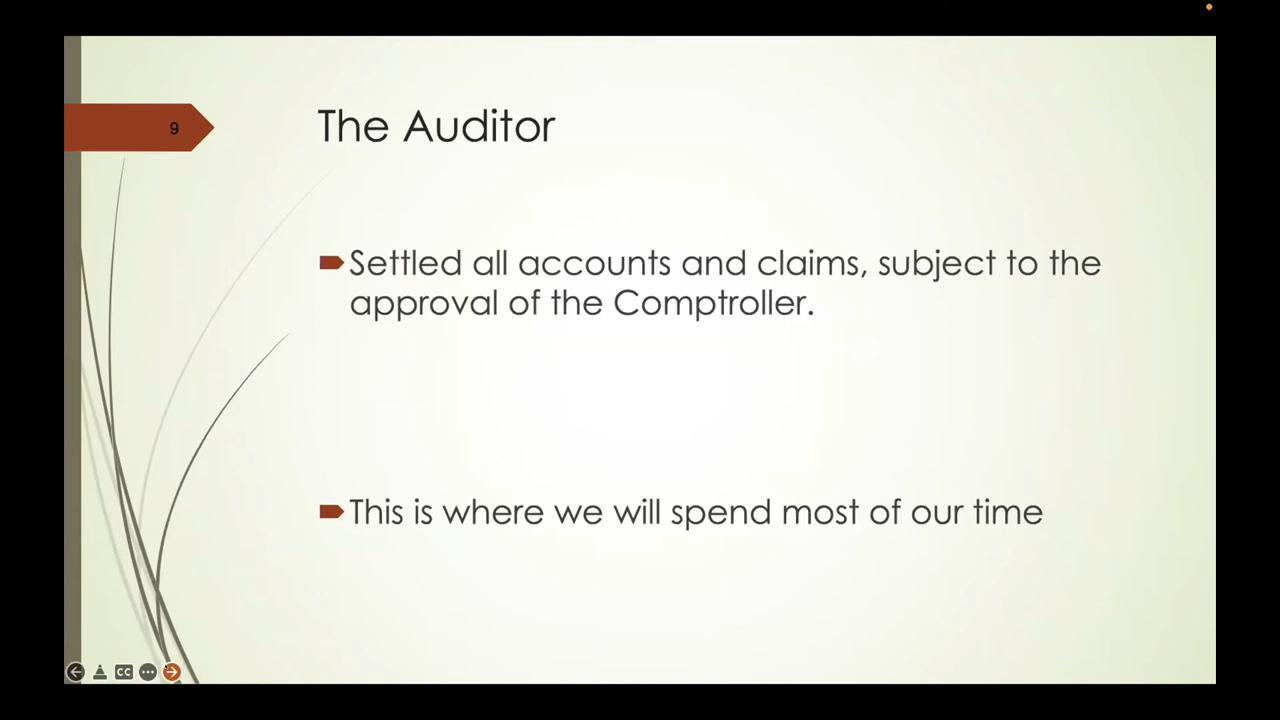 9
The Auditor
Settled all accounts and claims, subject to the
approval of the Comptroller.
This is where we will spend most of our time
CC